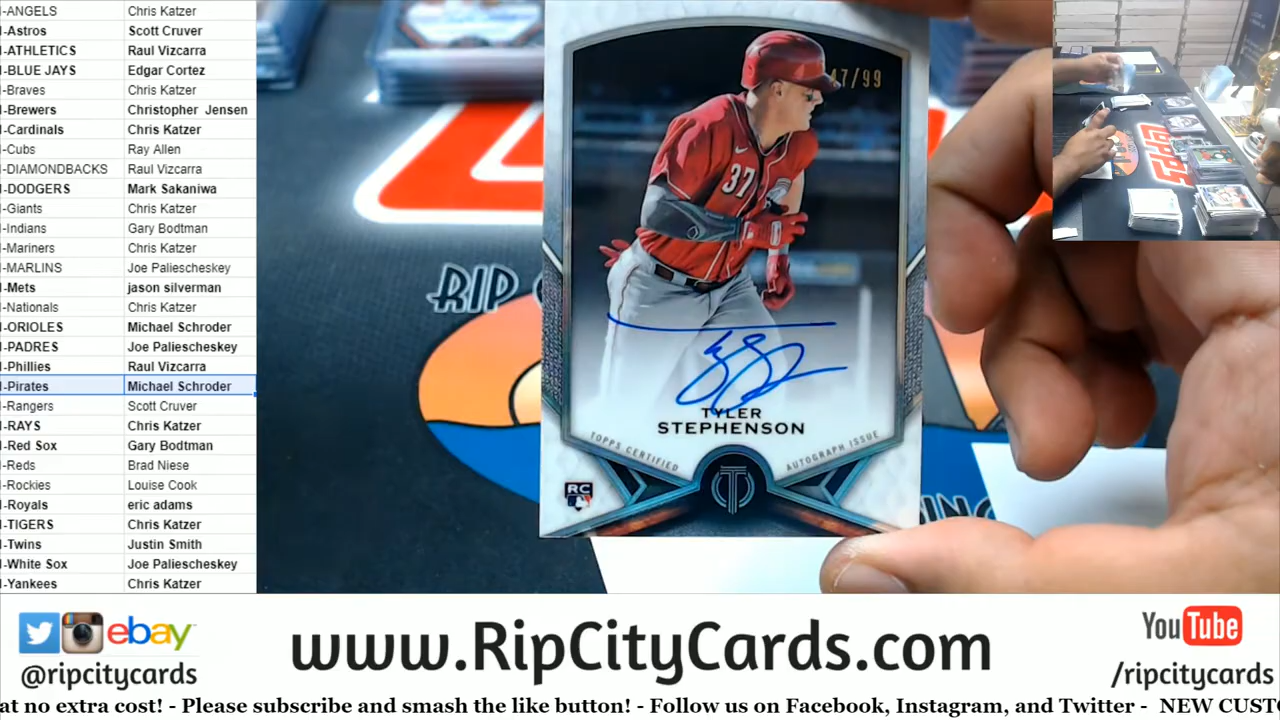 I-ANGELS Chris Katzer
I-Astros Scott Cruver
I-ATHLETICS Raul Vizcarra
I-BLUE JAYS Edgar Cortez
I-Braves Chris Katzer
I-Brewers Christopher Jensen
I-Cardinals Chris Katzer
I-Cubs Ray Allen
I-DIAMONDBACKS Raul Vizcarra
I-DODGERS Mark Sakaniwa
I-Giants Chris Katzer
I-Indians Gary Bodtman
I-Mariners Chris Katzer
I-MARLINS Joe Paliescheskey
I-Mets jason silverman
I-Nationals Chris Katzer
I-ORIOLES Michael Schroder
I-PADRES Joe Paliescheskey
I-Phillies Raul Vizcarra
I-Pirates Michael Schroder
I-Rangers Scott Cruver
I-RAYS Chris Katzer
I-Red Sox Gary Bodtman
I-Reds Brad Niese
I-Rockies Louise Cook
I-Royals eric adams
I-TIGERS Chris Katzer
I-Twins Justin Smith
I-White Sox Joe Paliescheskey
I-Yankees Chris Katzer
47/99
37
RIP
TYLER
STEPHENSON
TOPPS CERTIFIED AUTOGRAPH ISSUE
RC
topps
ebay
@ripcitycards
www.RipCityCards.com
YouTube
/ripcitycards
at no extra cost! - Please subscribe and smash the like button! - Follow us on Facebook, Instagram, and Twitter - NEW CUSTO